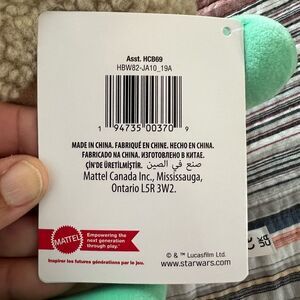 Asst. HCB69
HBW82-JA10_19A
1 94735 00370 9
MADE IN CHINA. FABRIQUÉ EN CHINE. HECHO EN CHINA.
FABRICADO NA CHINA. ИЗГОТОВЛЕНО В КИТАЕ.
ÇİN'DE ÜRETİLMİŞTİR. صنع في الصين
Mattel Canada Inc., Mississauga,
Ontario L5R 3W2.
MATTEL
Empowering the
next generation
through play.™
Inspirer les futures générations par le jeu.
© & ™ Lucasfilm Ltd.
www.starwars.com